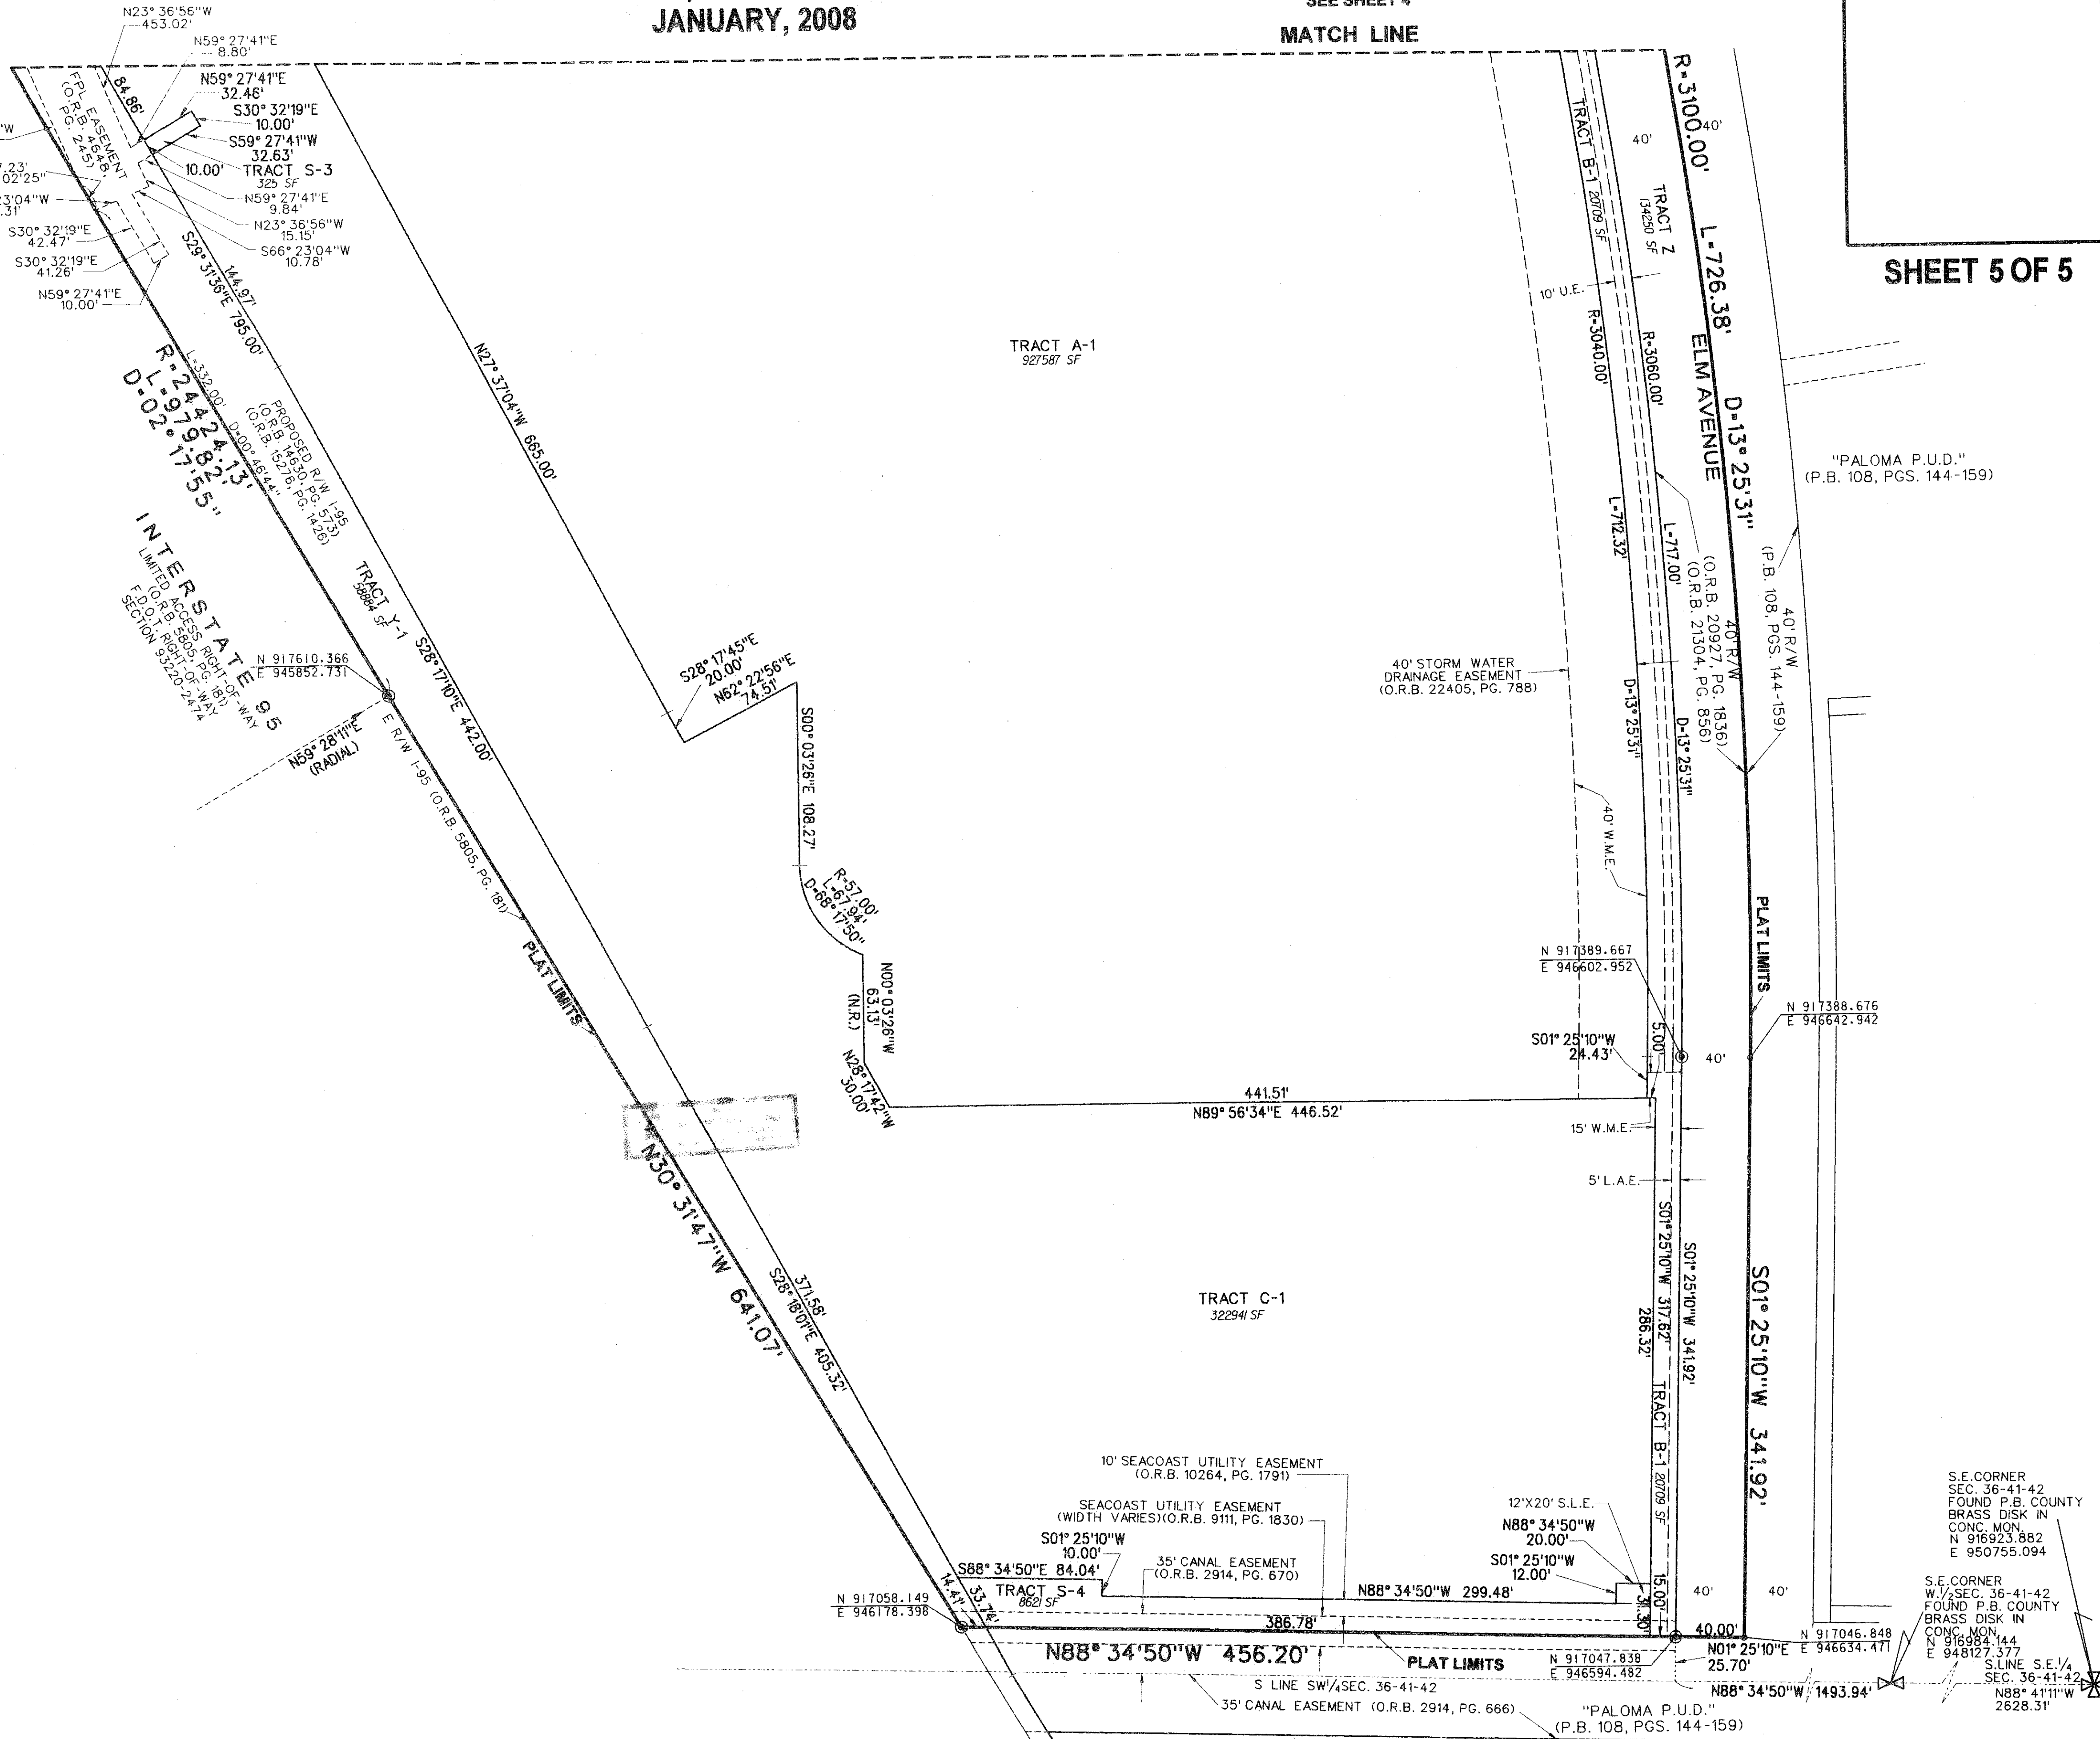 JANUARY, 2008
SEE SHEET 4
MATCH LINE
SHEET 5 OF 5
N23° 36'56"W
453.02'
N59° 27'41"E
8.80'
N59° 27'41"E
32.46'
S30° 32'19"E
10.00'
S59° 27'41"W
32.63'
10.00'
TRACT S-3
325 SF
N59° 27'41"E
9.84'
N23° 36'56"W
15.15'
S66° 23'04"W
10.78'
84.86'
FPL EASEMENT
(O.R.B. 4648,
PG. 245)
S30° 32'19"E
42.47'
S30° 32'19"E
41.26'
N59° 27'41"E
10.00'
144.97'
S29° 31'36"E 795.00'
L=332.00'
D=00° 46'44"
R=24424.13'
L=979.82'
D=02° 17'55"
PROPOSED R/W I-95
(O.R.B. 14630, PG. 573)
(O.R.B. 15276, PG. 1426)
TRACT Y-1
58884 SF
INTERSTATE 95
LIMITED ACCESS RIGHT-OF-WAY
(O.R.B. 5805, PG. 181)
F.D.O.T. RIGHT-OF-WAY
SECTION 93220-2474
N 917610.366
E 945852.731
N59° 28'11"E
(RADIAL)
E R/W I-95 (O.R.B. 5805, PG. 181)
S28° 17'10"E 442.00'
PLAT LIMITS
N30° 31'47"W 641.07'
371.58'
S28° 18'01"E 405.32'
N27° 37'04"W 665.00'
S28° 17'45"E
20.00'
N62° 22'56"E
74.51'
S00° 03'26"E 108.27'
R=57.00'
L=67.94'
D=68° 17'50"
N00° 03'26"W
63.13'
(N.R.)
N28° 17'42"W
30.00'
TRACT A-1
927587 SF
441.51'
N89° 56'34"E 446.52'
TRACT B-1 20709 SF
10' U.E.
R=3040.00'
L=712.32'
D=13° 25'31"
40'
TRACT Z
134250 SF
R=3060.00'
L=717.00'
D=13° 25'31"
40'
R=3100.00' L=726.38' D=13° 25'31"
ELM AVENUE
"PALOMA P.U.D."
(P.B. 108, PGS. 144-159)
40' R/W
(P.B. 108, PGS. 144-159)
40' R/W
(O.R.B. 20927, PG. 1836)
(O.R.B. 21304, PG. 856)
40' STORM WATER
DRAINAGE EASEMENT
(O.R.B. 22405, PG. 788)
40' W.M.E.
N 917389.667
E 946602.952
PLAT LIMITS
N 917388.676
E 946642.942
S01° 25'10"W
24.43'
5.00'
40'
15' W.M.E.
5' L.A.E.
S01° 25'10"W 317.62'
286.32'
S01° 25'10"W 341.92'
TRACT B-1 20709 SF
S01° 25'10"W 341.92'
TRACT C-1
322941 SF
10' SEACOAST UTILITY EASEMENT
(O.R.B. 10264, PG. 1791)
SEACOAST UTILITY EASEMENT
(WIDTH VARIES)(O.R.B. 9111, PG. 1830)
35' CANAL EASEMENT
(O.R.B. 2914, PG. 670)
S01° 25'10"W
10.00'
S88° 34'50"E 84.04'
TRACT S-4
8621 SF
14.41'
33.74'
N 917058.149
E 946178.398
12'X20' S.L.E.
N88° 34'50"W
20.00'
S01° 25'10"W
12.00'
N88° 34'50"W 299.48'
386.78'
15.00'
31.30'
40'
40'
40.00'
N88° 34'50"W 456.20'
PLAT LIMITS
N 917047.838
E 946594.482
N01° 25'10"E
25.70'
N 917046.848
E 946634.471
S LINE SW1/4SEC. 36-41-42
35' CANAL EASEMENT (O.R.B. 2914, PG. 666)
"PALOMA P.U.D."
(P.B. 108, PGS. 144-159)
N88° 34'50"W 1493.94'
S.E.CORNER
SEC. 36-41-42
FOUND P.B. COUNTY
BRASS DISK IN
CONC. MON.
N 916923.882
E 950755.094
S.E.CORNER
W.1/2SEC. 36-41-42
FOUND P.B. COUNTY
BRASS DISK IN
CONC. MON.
N 916984.144
E 948127.377
S.LINE S.E.1/4
SEC. 36-41-42
N88° 41'11"W
2628.31'